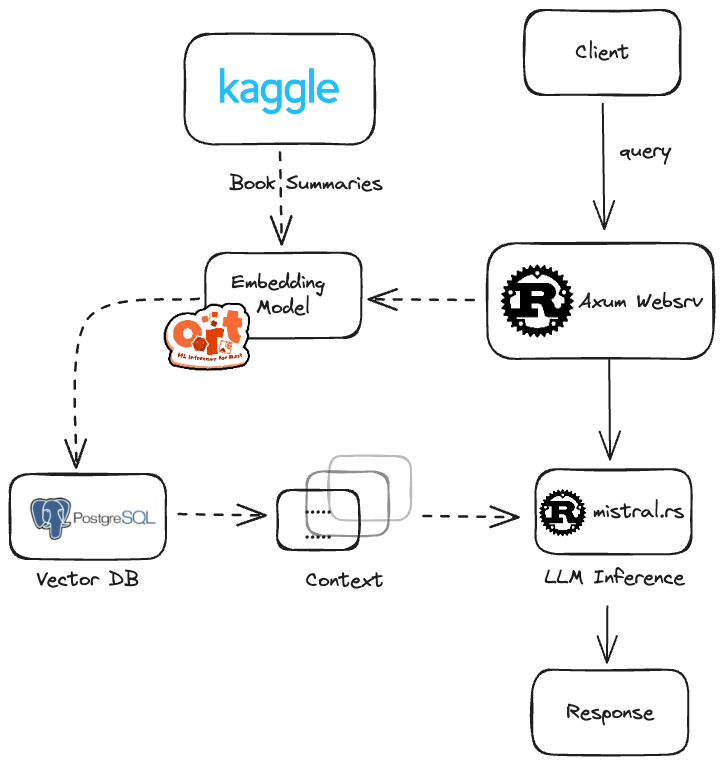 kaggle
Client
query
Book Summaries
Embedding
Model
ort
ML inference for Rust
R Axum Websrv
PostgreSQL
R mistral.rs
Vector DB
Context
LLM Inference
Response